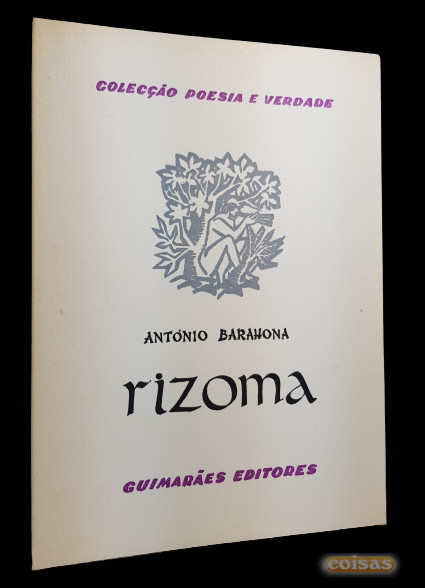 COLECÇÃO POESIA E VERDADE
ANTÓNIO BARAHONA
rizoma
GUIMARÃES EDITORES
coisas